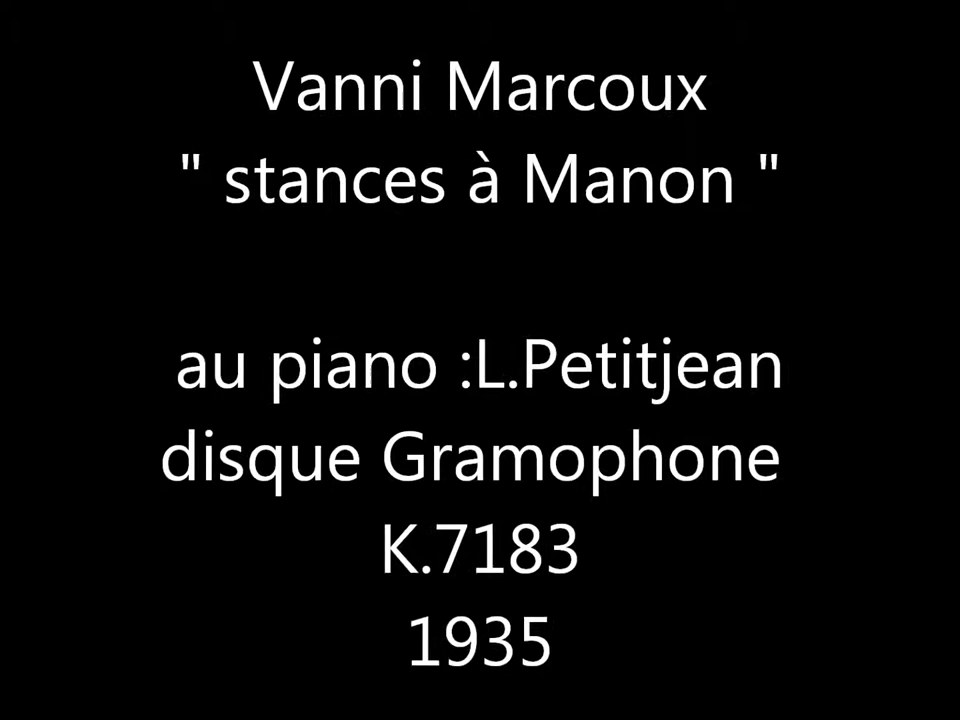 Vanni Marcoux
" stances à Manon "
au piano :L.Petitjean
disque Gramophone
K.7183
1935